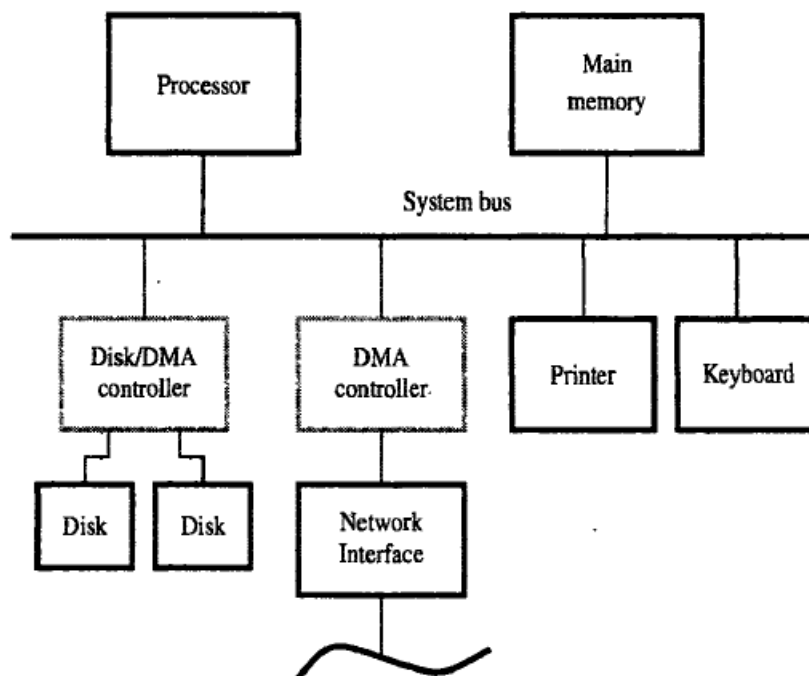 Processor
Main
memory
System bus
Disk/DMA
controller
DMA
controller
Printer
Keyboard
Disk
Disk
Network
Interface